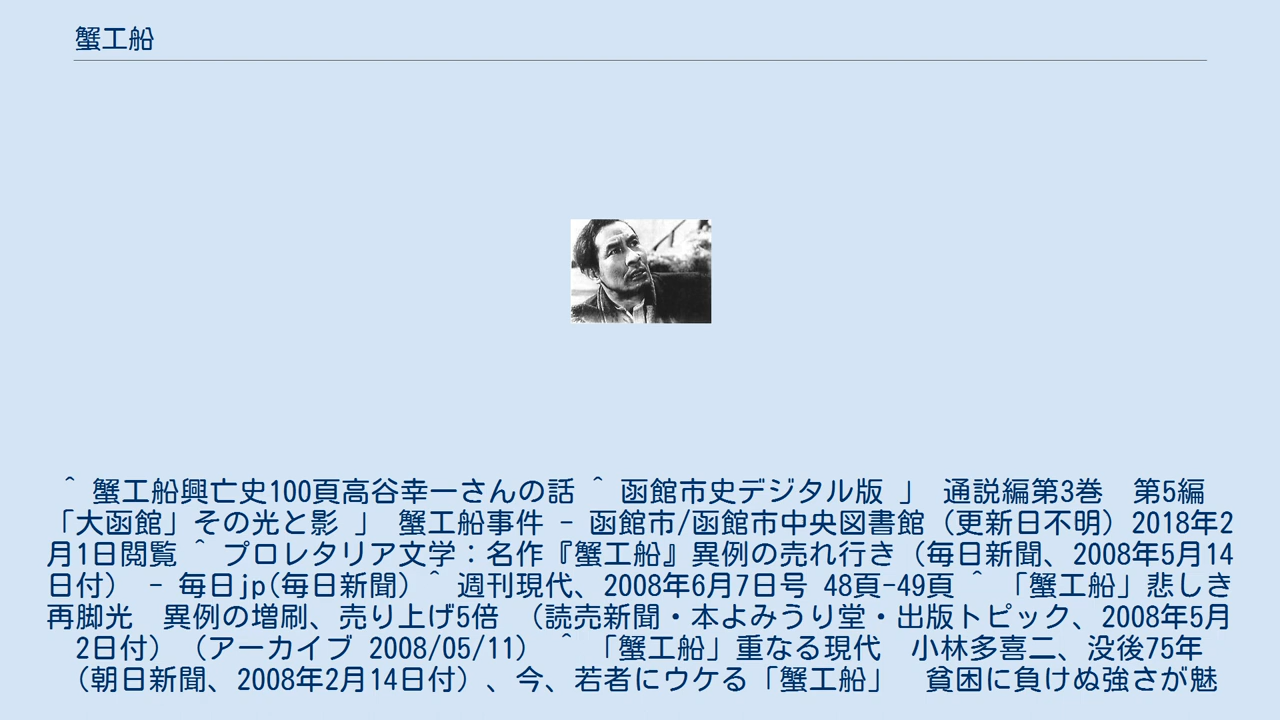 蟹工船
^ 蟹工船興亡史100頁高谷幸一さんの話 ^ 函館市史デジタル版 」 通説編第3巻　第5編
「大函館」その光と影 」 蟹工船事件 - 函館市/函館市中央図書館（更新日不明）2018年2
月1日閲覧 ^ プロレタリア文学：名作『蟹工船』異例の売れ行き（毎日新聞、2008年5月14
日付） - 毎日jp(毎日新聞) ^ 週刊現代、2008年6月7日号 48頁-49頁 ^ 「蟹工船」悲しき
再脚光　異例の増刷、売り上げ5倍 （読売新聞・本よみうり堂・出版トピック、2008年5月
2日付）（アーカイブ 2008/05/11） ^ 「蟹工船」重なる現代　小林多喜二、没後75年
（朝日新聞、2008年2月14日付）、今、若者にウケる「蟹工船」　貧困に負けぬ強さが魅